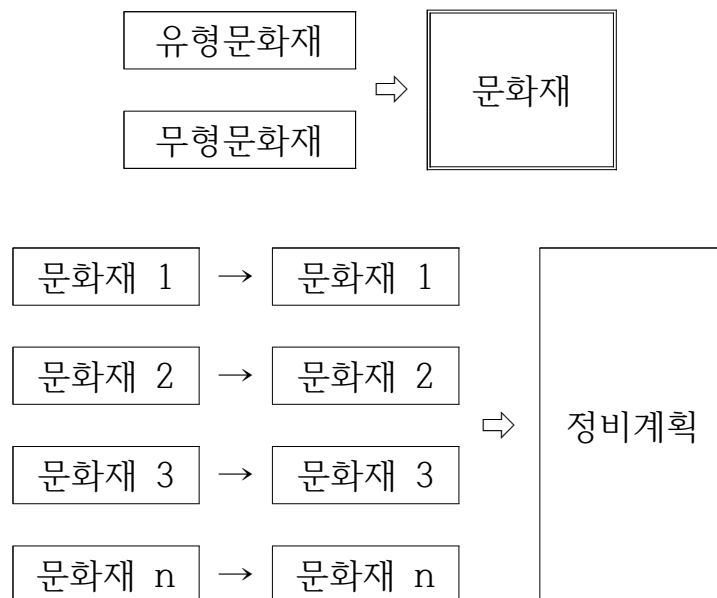 유형문화재
⇨ 문화재
무형문화재
문화재 1 → 문화재 1
문화재 2 → 문화재 2
⇨ 정비계획
문화재 3 → 문화재 3
문화재 n → 문화재 n